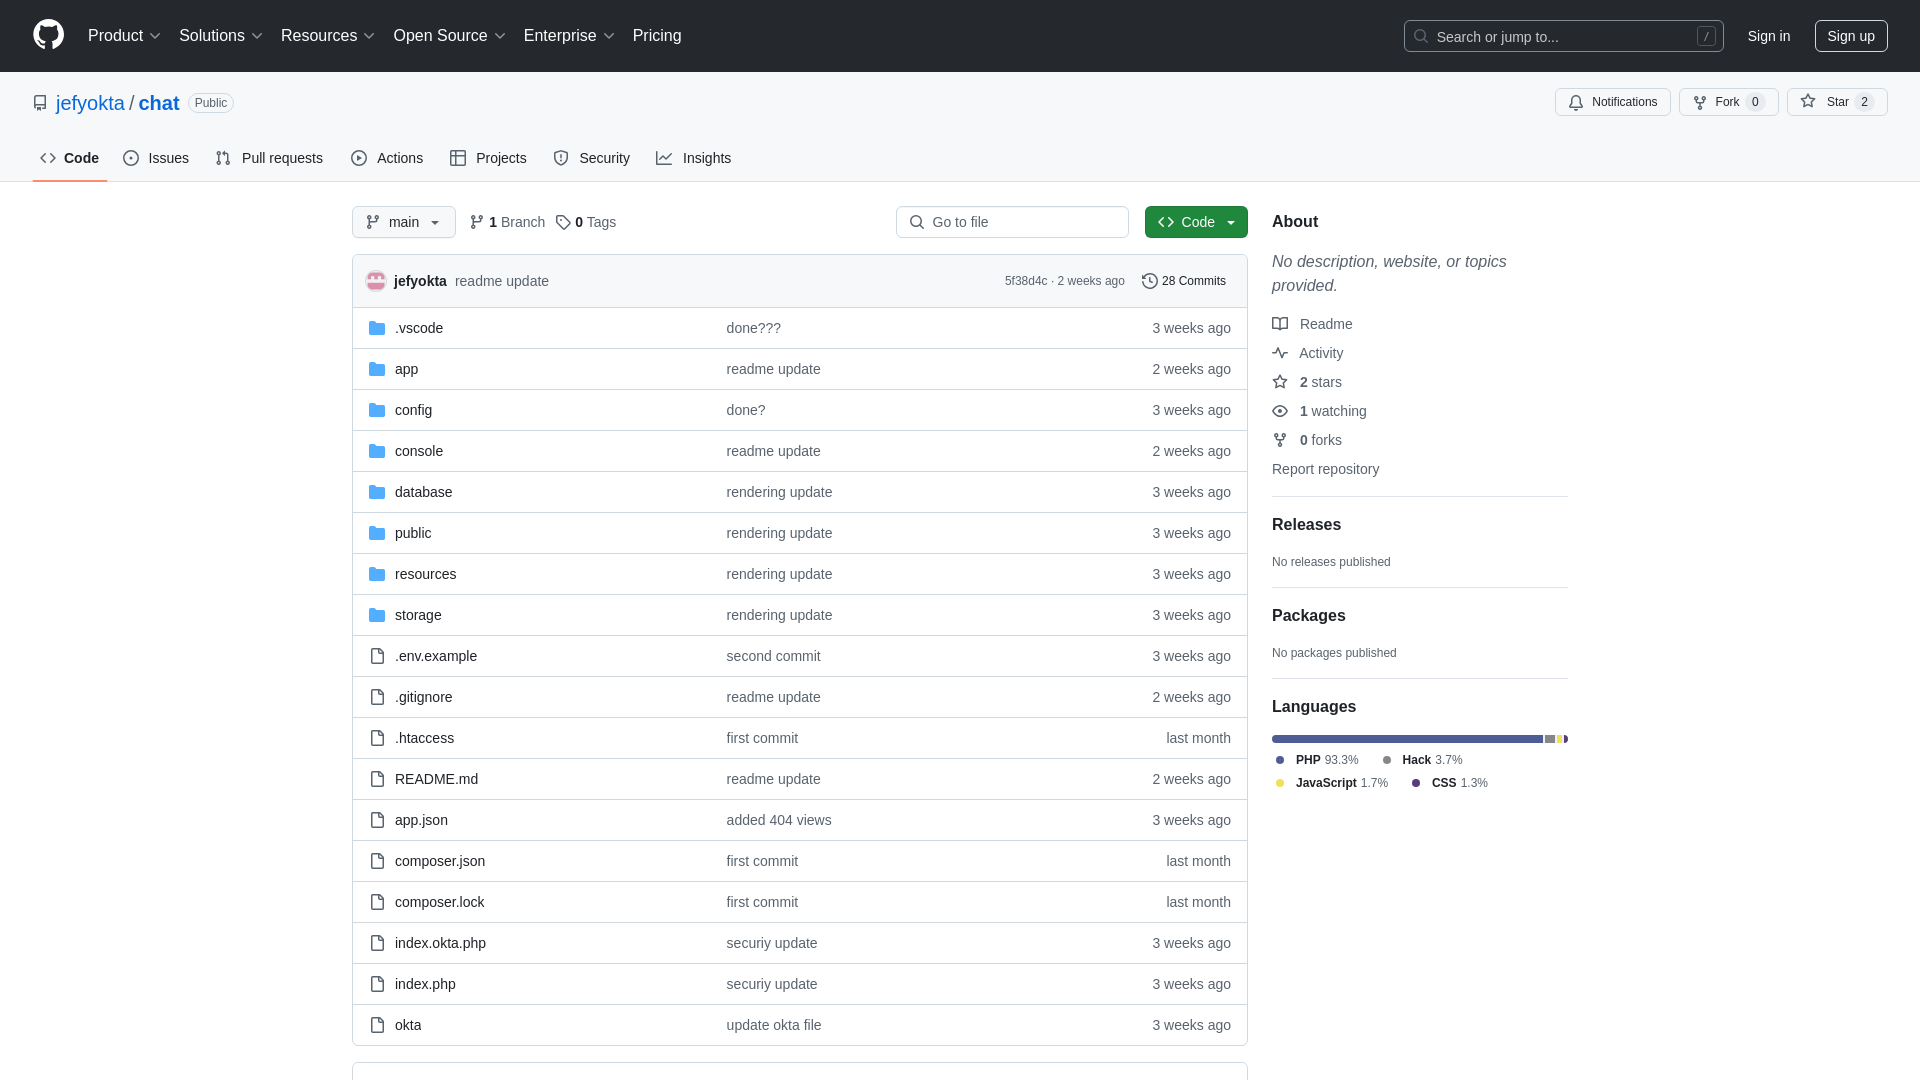 Product Solutions Resources Open Source Enterprise Pricing Search or jump to... / Sign in Sign up
jefyokta / chat Public Notifications Fork 0 Star 2
Code Issues Pull requests Actions Projects Security Insights
main 1 Branch 0 Tags Go to file Code
jefyokta readme update 5f38d4c · 2 weeks ago 28 Commits
.vscode done??? 3 weeks ago
app readme update 2 weeks ago
config done? 3 weeks ago
console readme update 2 weeks ago
database rendering update 3 weeks ago
public rendering update 3 weeks ago
resources rendering update 3 weeks ago
storage rendering update 3 weeks ago
.env.example second commit 3 weeks ago
.gitignore readme update 2 weeks ago
.htaccess first commit last month
README.md readme update 2 weeks ago
app.json added 404 views 3 weeks ago
composer.json first commit last month
composer.lock first commit last month
index.okta.php securiy update 3 weeks ago
index.php securiy update 3 weeks ago
okta update okta file 3 weeks ago
About
No description, website, or topics
provided.
Readme
Activity
2 stars
1 watching
0 forks
Report repository
Releases
No releases published
Packages
No packages published
Languages
PHP 93.3% Hack 3.7%
JavaScript 1.7% CSS 1.3%